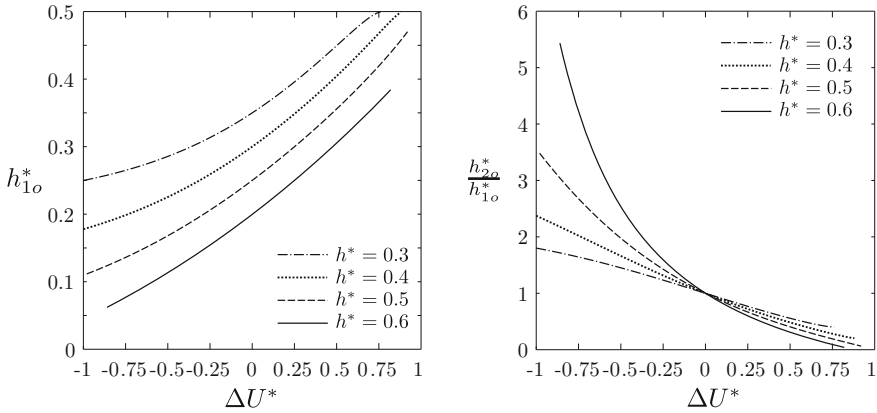 0.5
0.4
0.3
0.2
0.1
0
h*1o
-1 -0.75 -0.5 -0.25 0 0.25 0.5 0.75 1
ΔU*
h* = 0.3
h* = 0.4
h* = 0.5
h* = 0.6
6
5
4
3
2
1
0
h*2o
h*1o
-1 -0.75 -0.5 -0.25 0 0.25 0.5 0.75 1
ΔU*
h* = 0.3
h* = 0.4
h* = 0.5
h* = 0.6